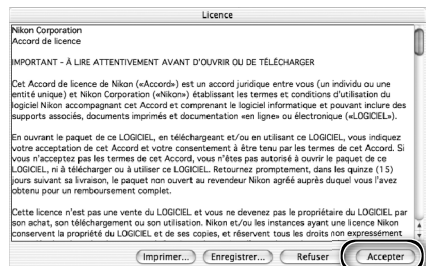 Licence
Nikon Corporation
Accord de licence
IMPORTANT - À LIRE ATTENTIVEMENT AVANT D'OUVRIR OU DE TÉLÉCHARGER
Cet Accord de licence de Nikon («Accord») est un accord juridique entre vous (un individu ou une
entité unique) et Nikon Corporation («Nikon») établissant les termes et conditions d'utilisation du
logiciel Nikon accompagnant cet Accord et comprenant le logiciel informatique et pouvant inclure des
supports associés, documents imprimés et documentation «en ligne» ou électronique («LOGICIEL»).
En ouvrant le paquet de ce LOGICIEL, en téléchargeant et/ou en utilisant ce LOGICIEL, vous indiquez
votre acceptation de cet Accord et votre consentement à être tenu par les termes de cet Accord. Si
vous n'acceptez pas les termes de cet Accord, vous n'êtes pas autorisé à ouvrir le paquet de ce
LOGICIEL, ni à télécharger ou à utiliser ce LOGICIEL. Retournez promptement, dans les quinze (15)
jours suivant sa livraison, le paquet non ouvert au revendeur Nikon agréé auprès duquel vous l'avez
obtenu pour un remboursement complet.
Cette licence n'est pas une vente du LOGICIEL et vous ne devenez pas le propriétaire du LOGICIEL par
son achat, son téléchargement ou son utilisation. Nikon et/ou les instances ayant une licence Nikon
conservent la propriété du LOGICIEL et de ses copies, et réservent tous les droits non expressément
Imprimer... Enregistrer... Refuser Accepter